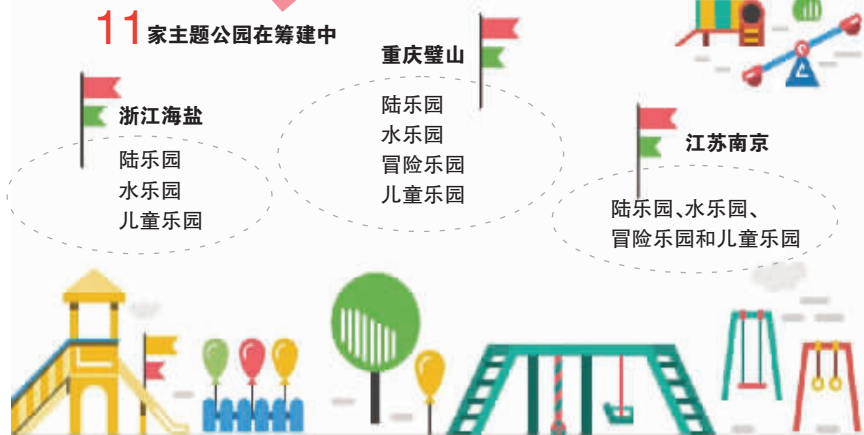 11家主题公园在筹建中
浙江海盐
陆乐园
水乐园
儿童乐园
重庆璧山
陆乐园
水乐园
冒险乐园
儿童乐园
江苏南京
陆乐园、水乐园、
冒险乐园和儿童乐园